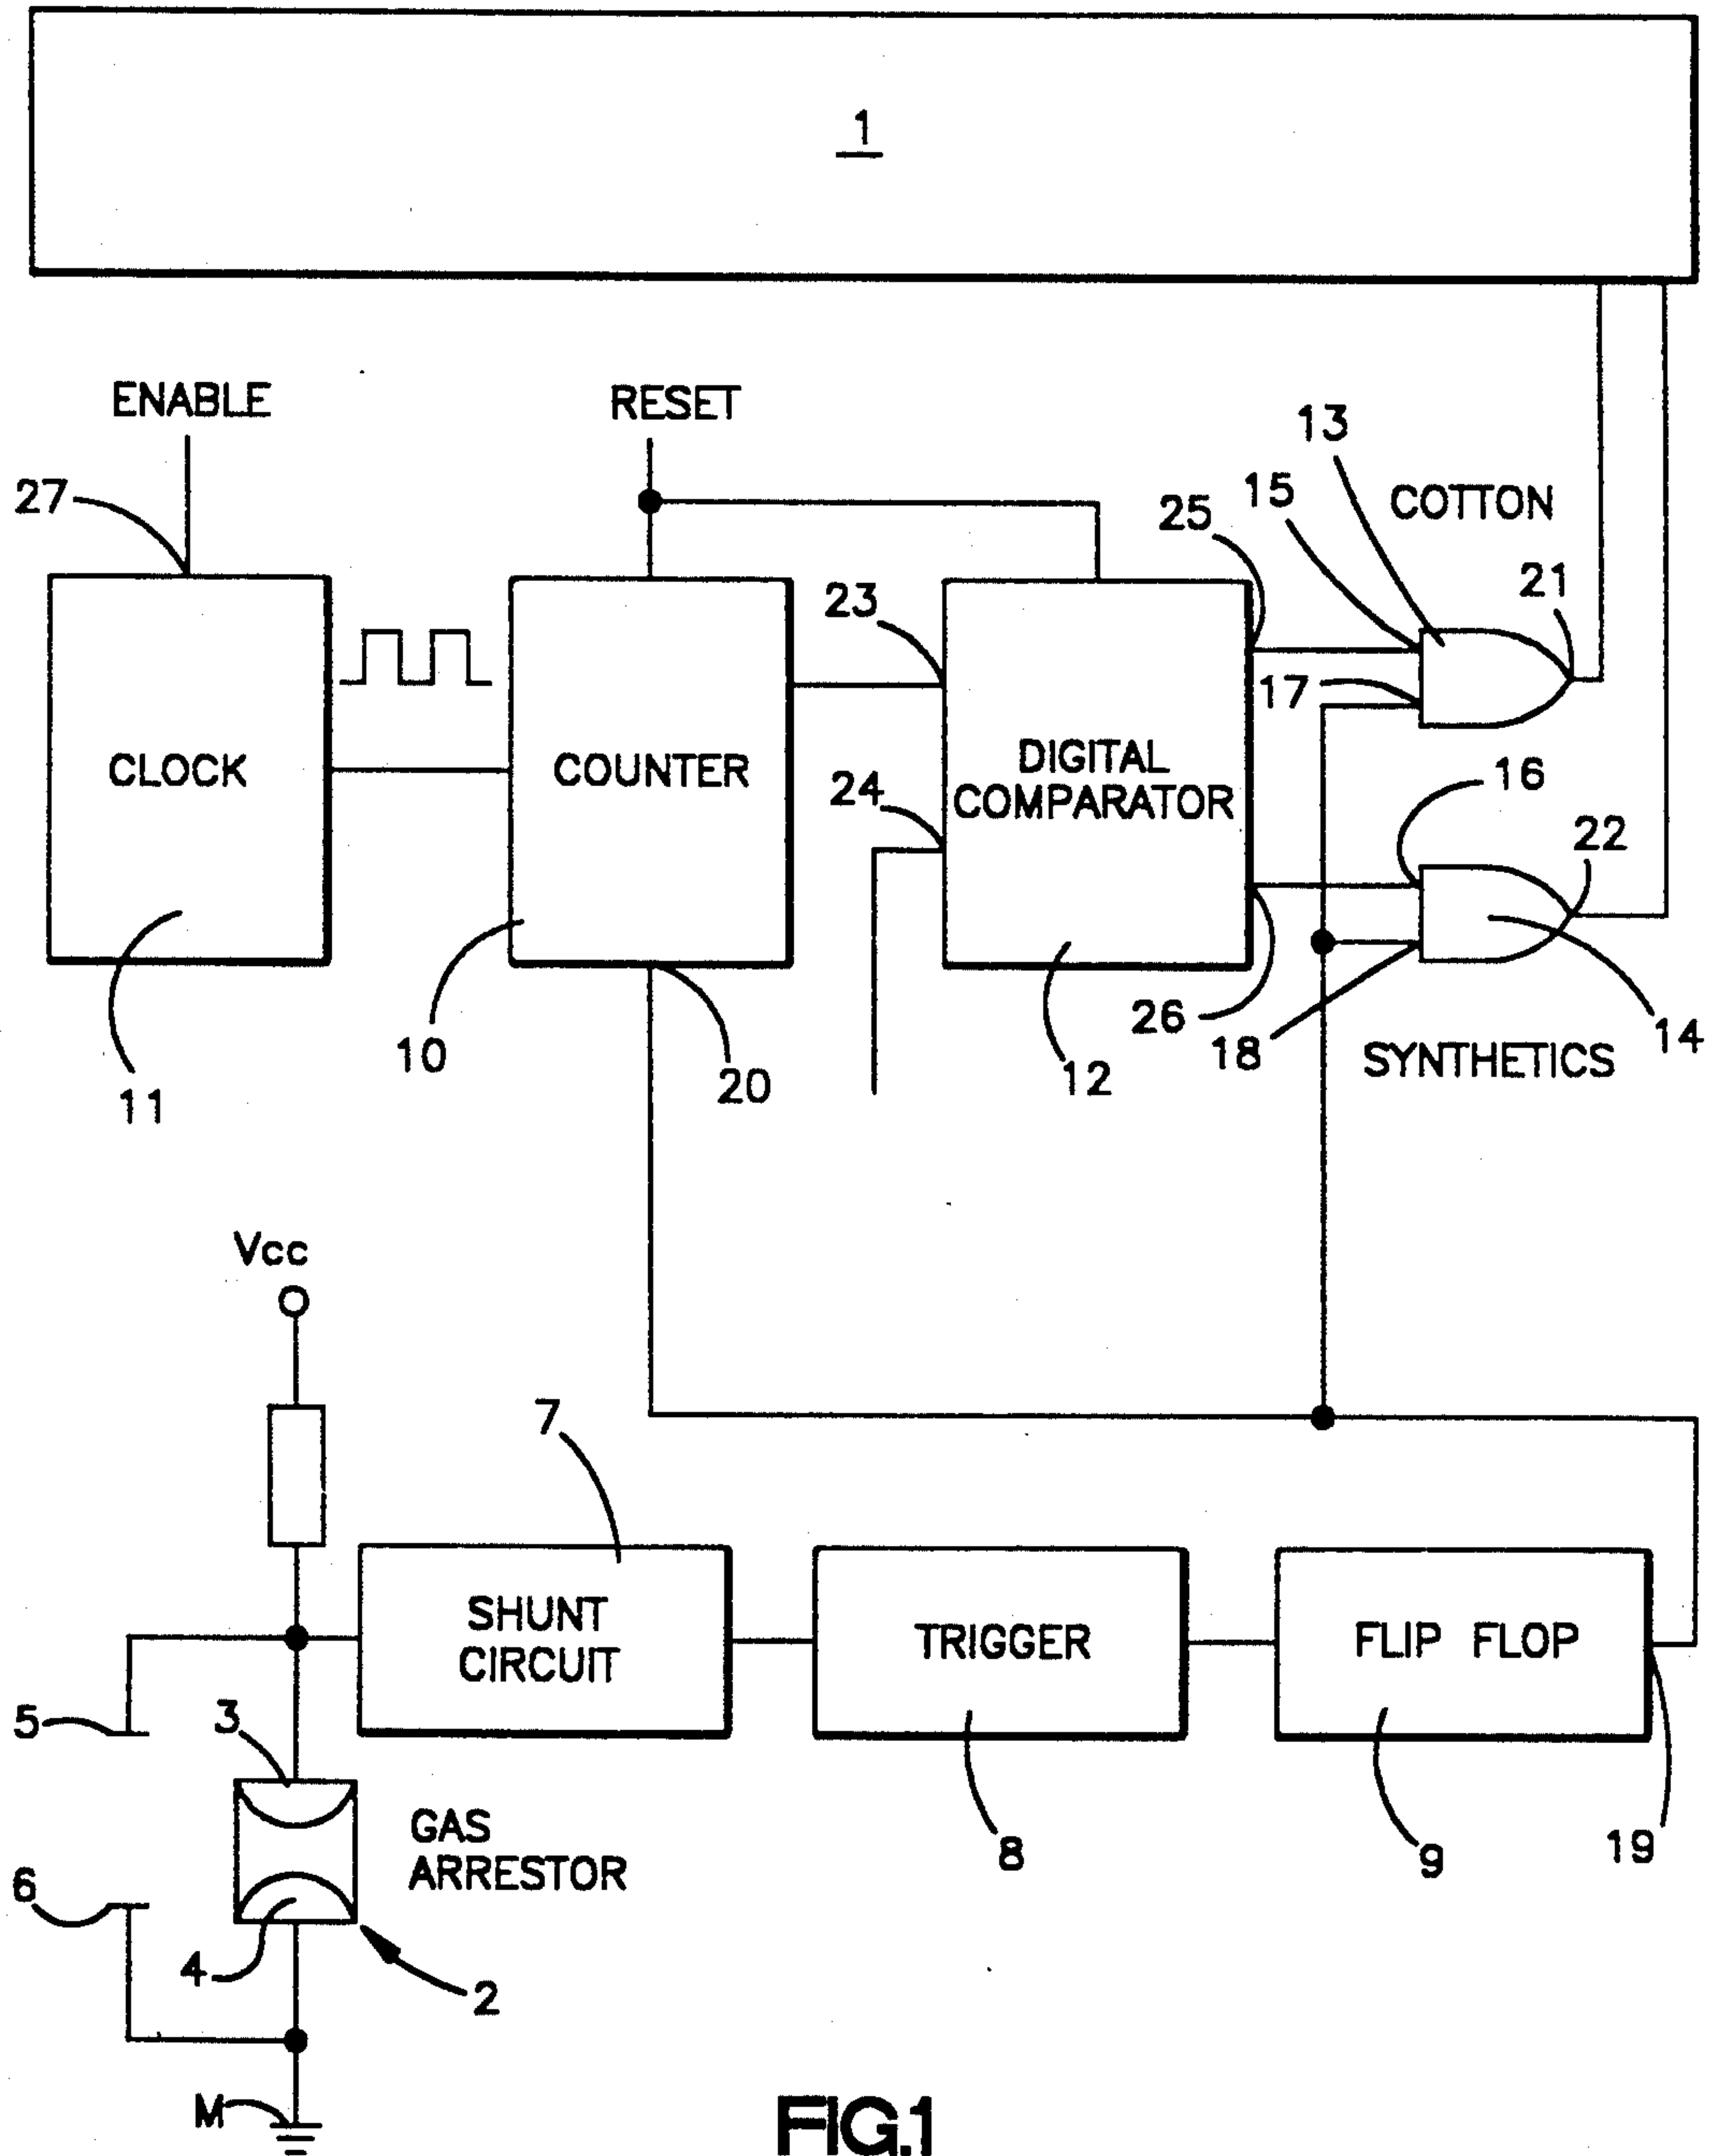 1
ENABLE
RESET
13
27
15
COTTON
25
23
21
17
CLOCK
COUNTER
DIGITAL
COMPARATOR
24
16
22
11
10
20
12
26
18
14
SYNTHETICS
Vcc
7
SHUNT
CIRCUIT
TRIGGER
FLIP FLOP
5
3
GAS
ARRESTOR
8
9
19
6
4
2
M
FIG.1